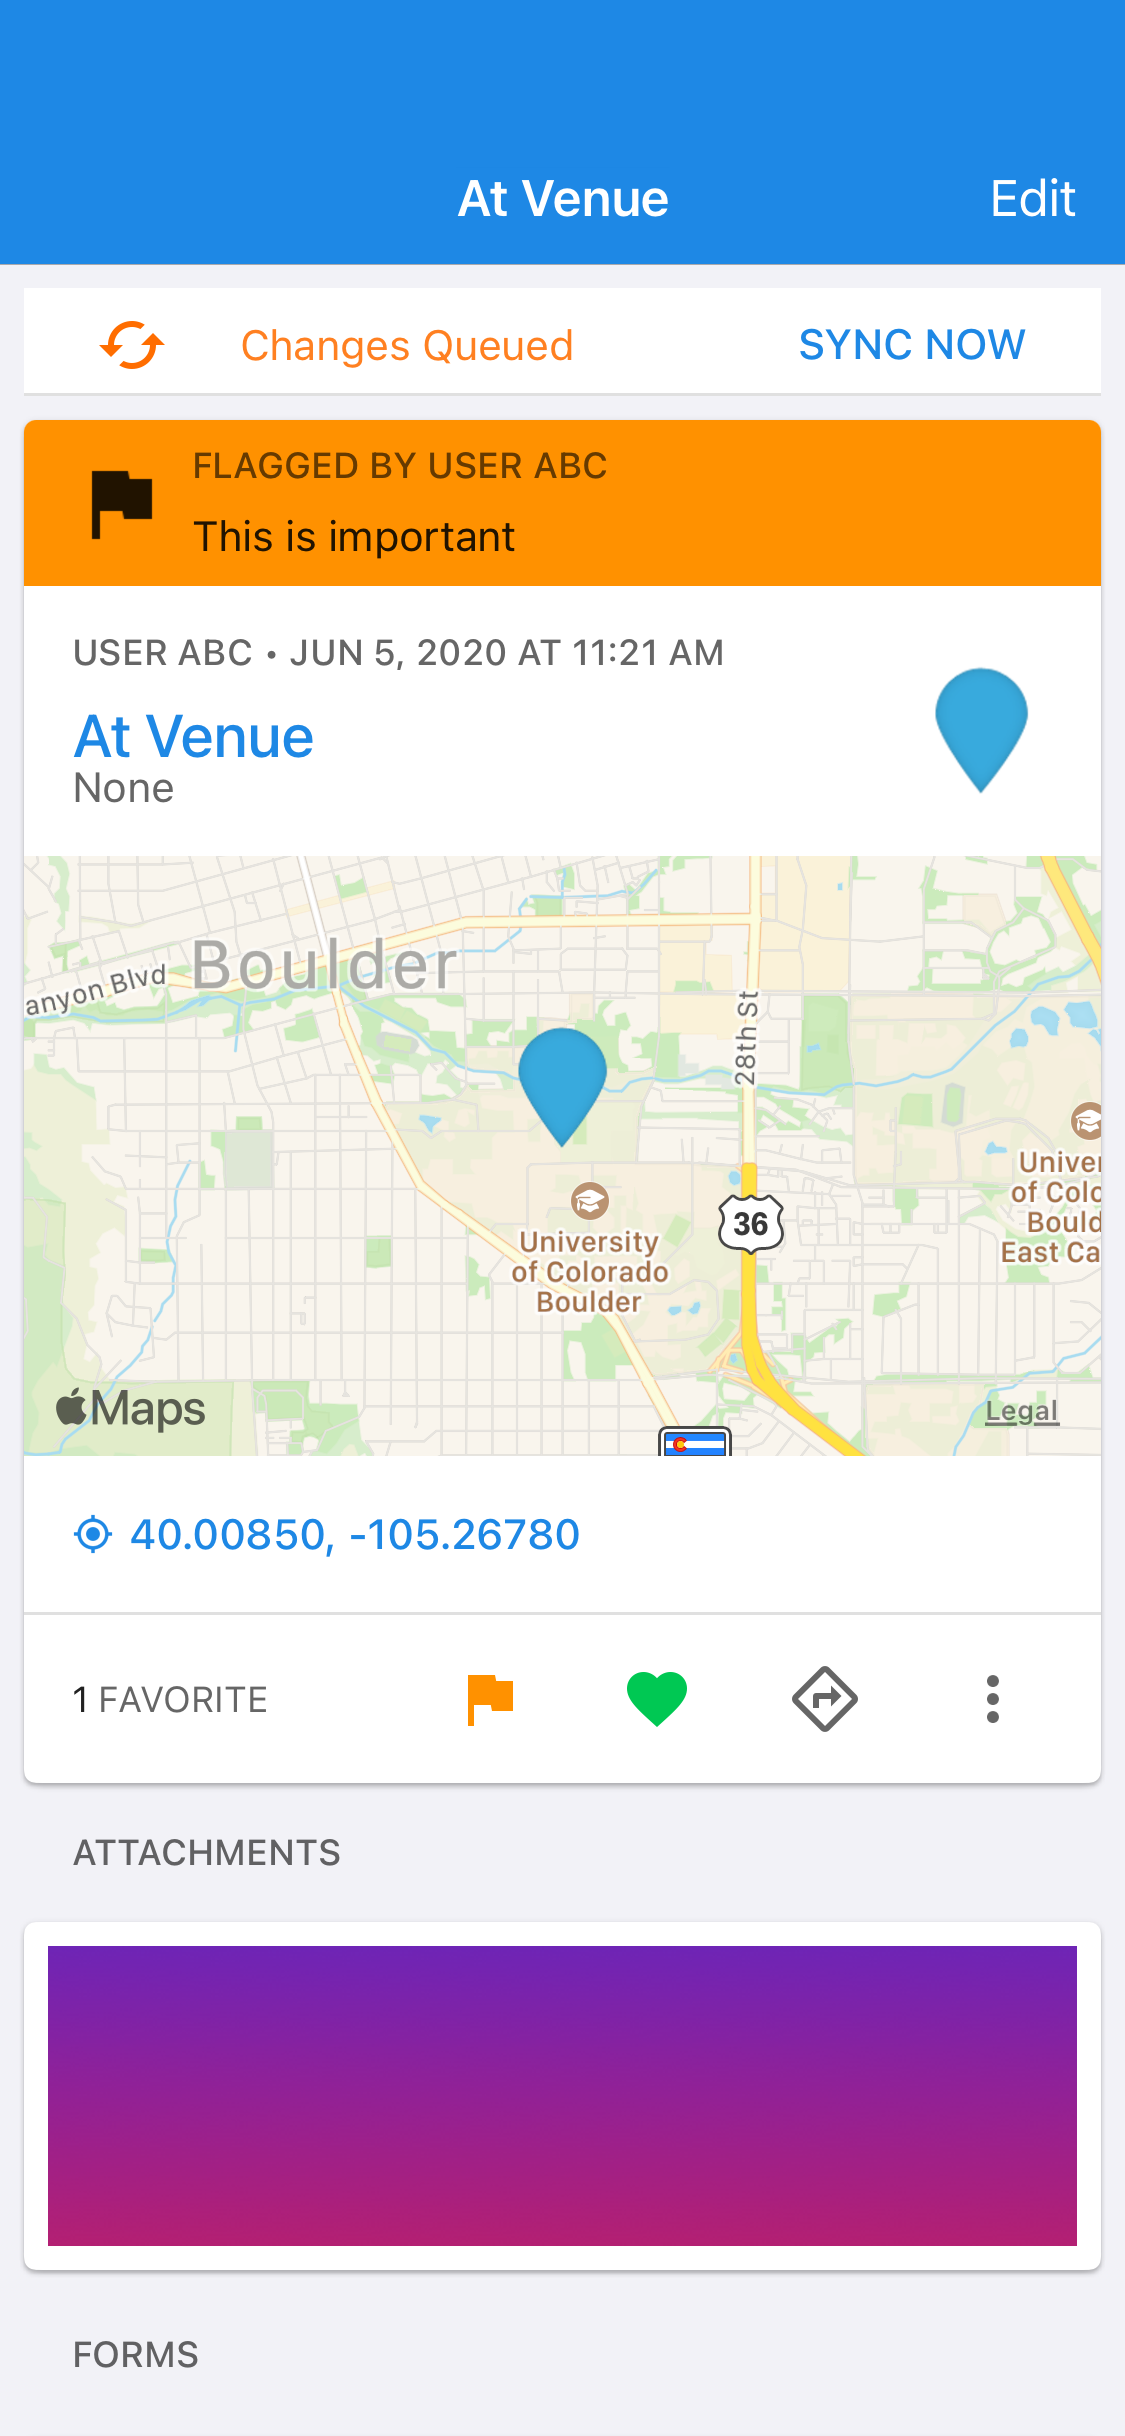 At Venue
Edit
Changes Queued
SYNC NOW
FLAGGED BY USER ABC
This is important
USER ABC • JUN 5, 2020 AT 11:21 AM
At Venue
None
Boulder
anyon Blvd
28th St
Univer
of Colo
Bould
East Ca
36
University
of Colorado
Boulder
Maps
Legal
40.00850, -105.26780
1 FAVORITE
ATTACHMENTS
FORMS